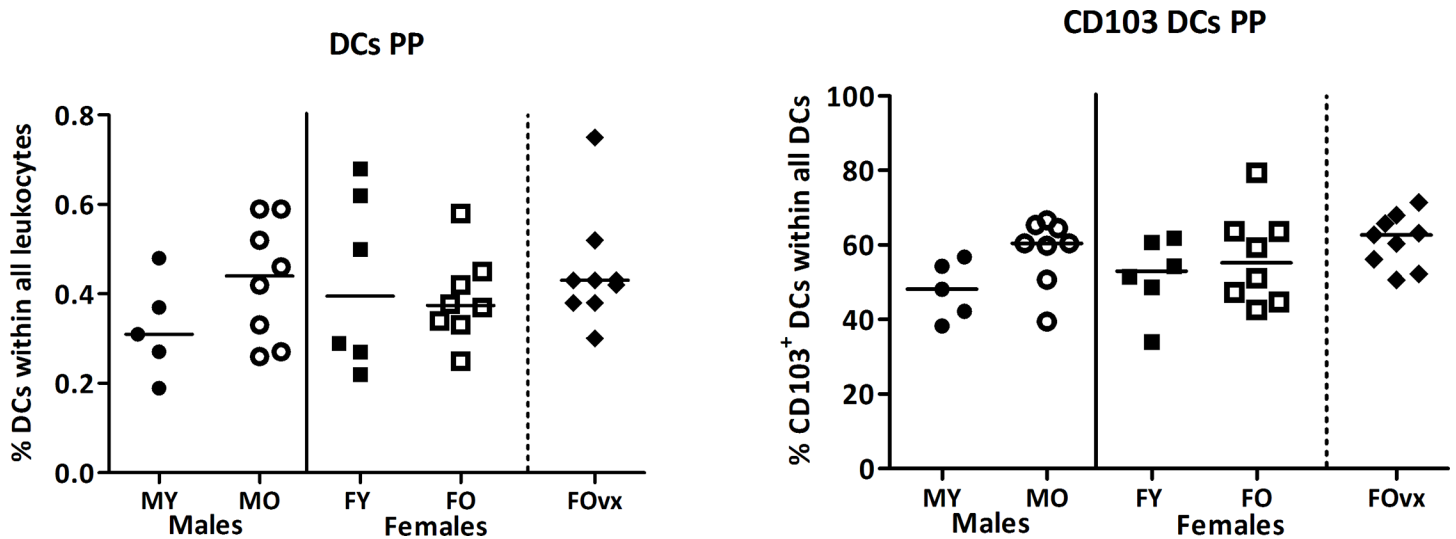 DCs PP
% DCs within all leukocytes
0.8
0.6
0.4
0.2
0.0
MY MO FY FO FOvx
Males Females
CD103 DCs PP
% CD103+ DCs within all DCs
100
80
60
40
20
0
MY MO FY FO FOvx
Males Females